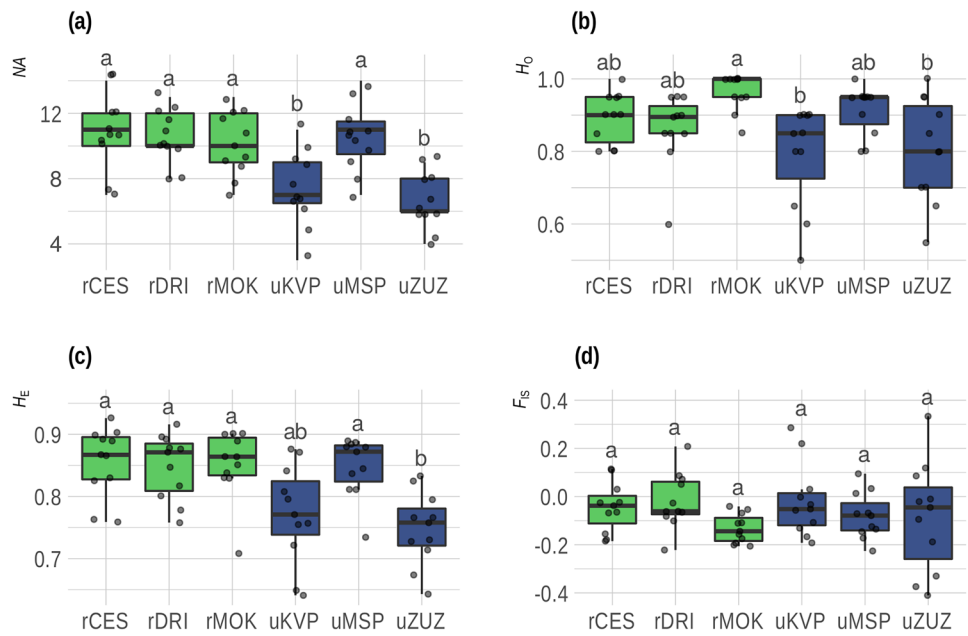 (a)
NA
a a a b a b
12
8
4
rCES rDRI rMOK uKVP uMSP uZUZ
(b)
HO
ab ab a b ab b
1.0
0.8
0.6
rCES rDRI rMOK uKVP uMSP uZUZ
(c)
HE
a a a ab a b
0.9
0.8
0.7
rCES rDRI rMOK uKVP uMSP uZUZ
(d)
FIS
a a a a a a
0.4
0.2
0.0
-0.2
-0.4
rCES rDRI rMOK uKVP uMSP uZUZ